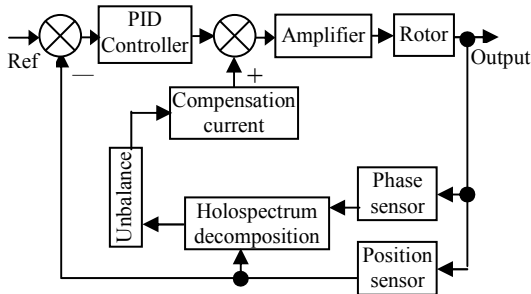 PID
Controller
Amplifier
Rotor
Ref
Output
—
+
Compensation
current
Unbalance
Phase
sensor
Holospectrum
decomposition
Position
sensor